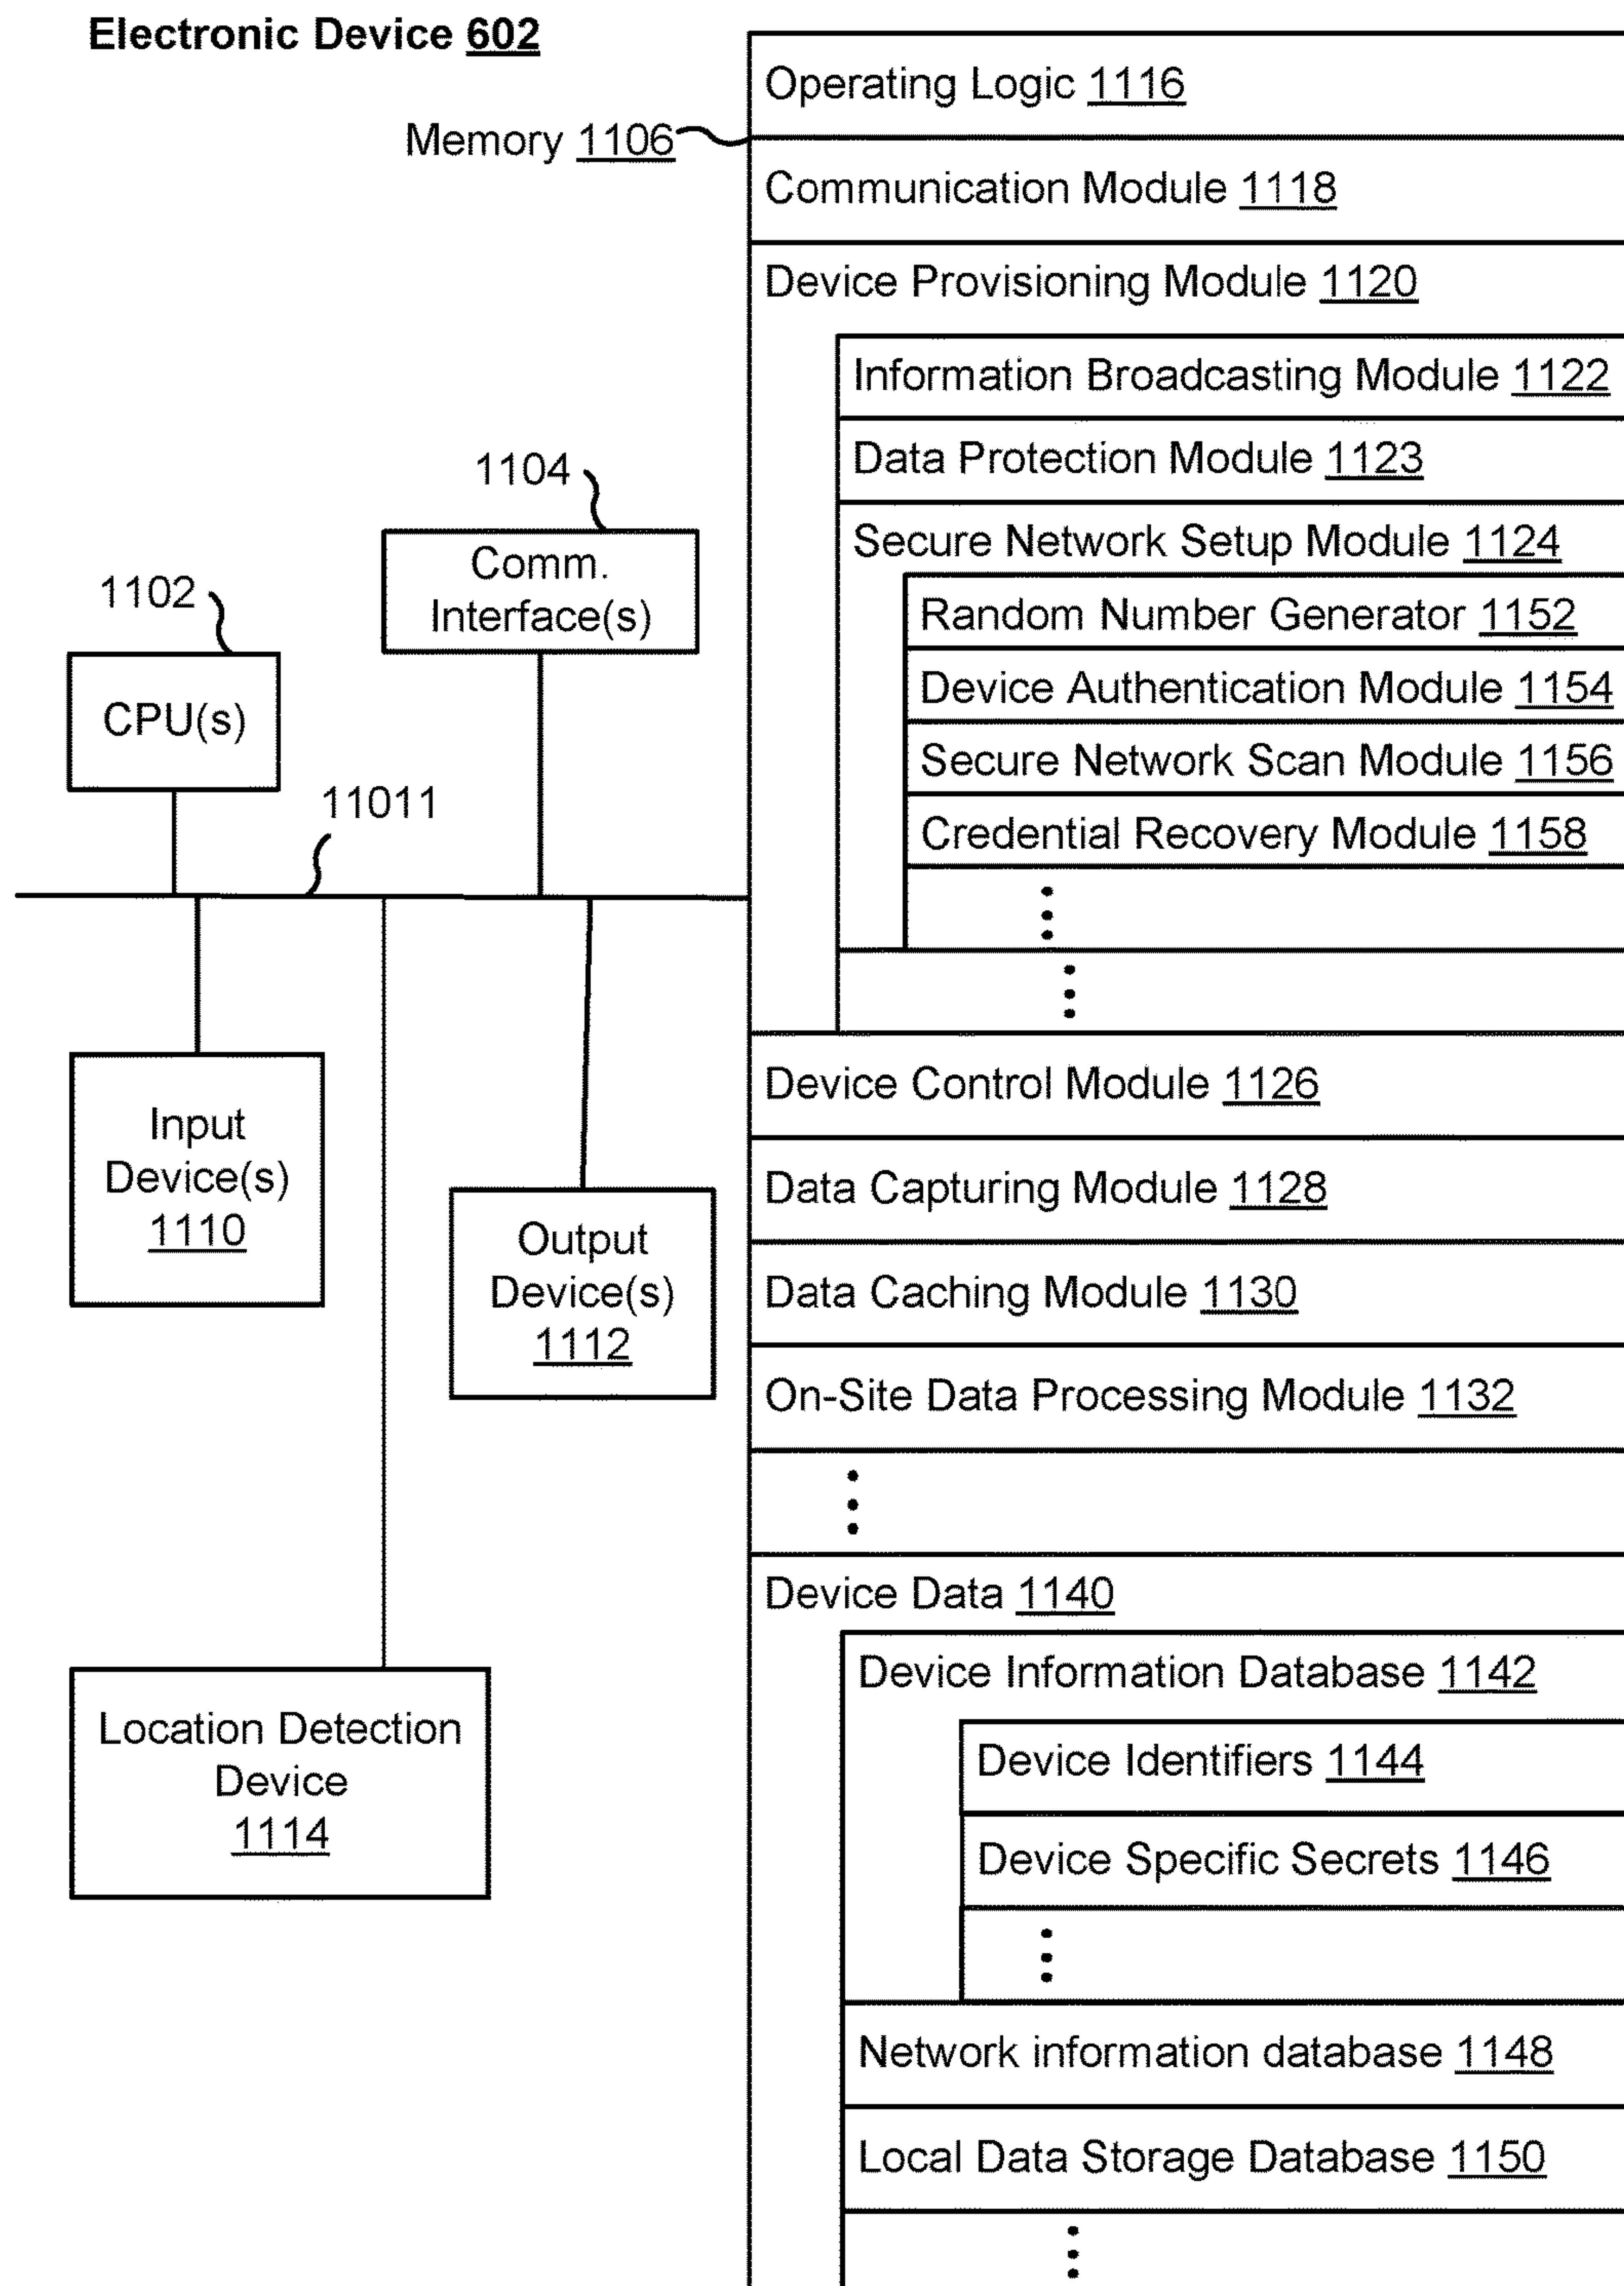 Electronic Device 602
Memory 1106
1104
Comm.
Interface(s)
1102
CPU(s)
11011
Input
Device(s)
1110
Output
Device(s)
1112
Location Detection
Device
1114
Operating Logic 1116
Communication Module 1118
Device Provisioning Module 1120
Information Broadcasting Module 1122
Data Protection Module 1123
Secure Network Setup Module 1124
Random Number Generator 1152
Device Authentication Module 1154
Secure Network Scan Module 1156
Credential Recovery Module 1158
Device Control Module 1126
Data Capturing Module 1128
Data Caching Module 1130
On-Site Data Processing Module 1132
Device Data 1140
Device Information Database 1142
Device Identifiers 1144
Device Specific Secrets 1146
Network information database 1148
Local Data Storage Database 1150